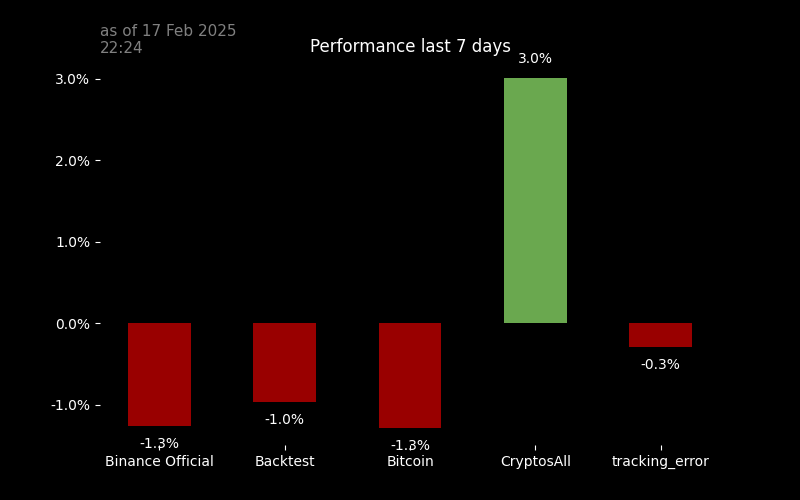 as of 17 Feb 2025
22:24
Performance last 7 days
3.0%
3.0%
2.0%
1.0%
0.0%
-0.3%
-1.0%
-1.0%
-1.3%
-1.3%
Binance Official
Backtest
Bitcoin
CryptosAll
tracking_error